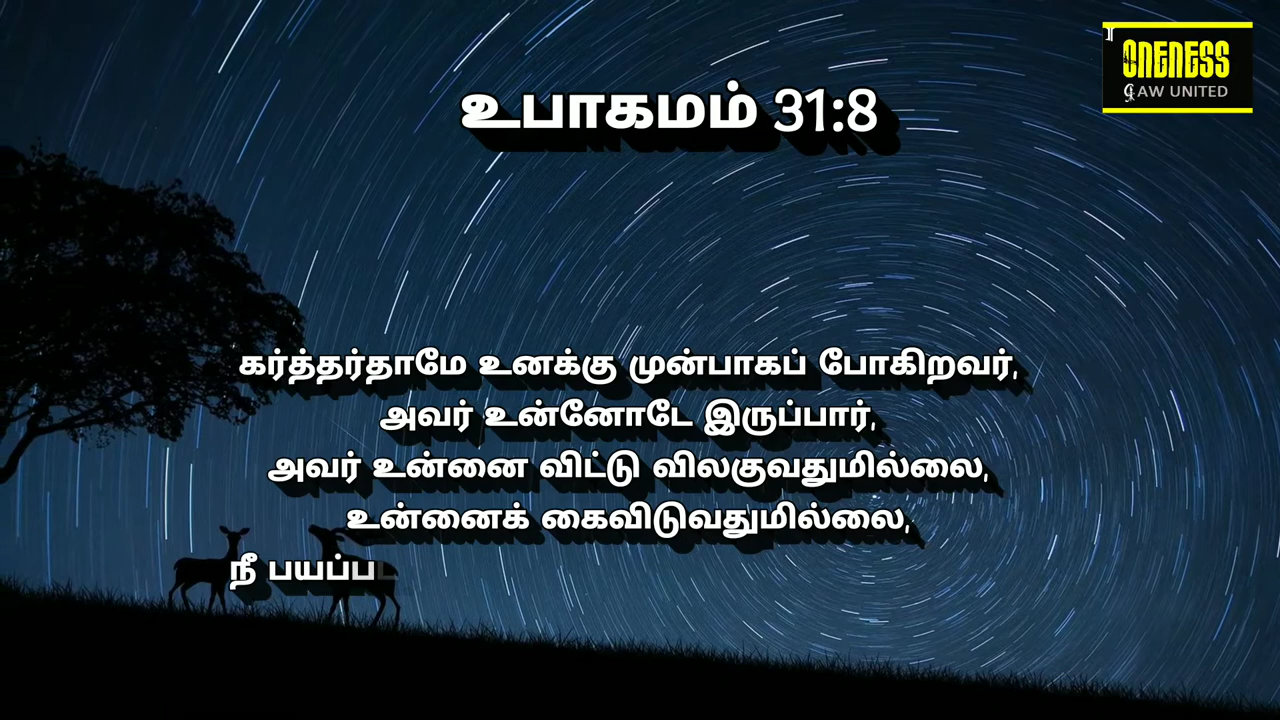 ONENESS
LAW UNITED
உபாகமம் 31:8
கர்த்தர்தாமே உனக்கு முன்பாகப் போகிறவர்,
அவர் உன்னோடே இருப்பார்,
அவர் உன்னை விட்டு விலகுவதுமில்லை,
உன்னைக் கைவிடுவதுமில்லை,
நீ பயப்பட